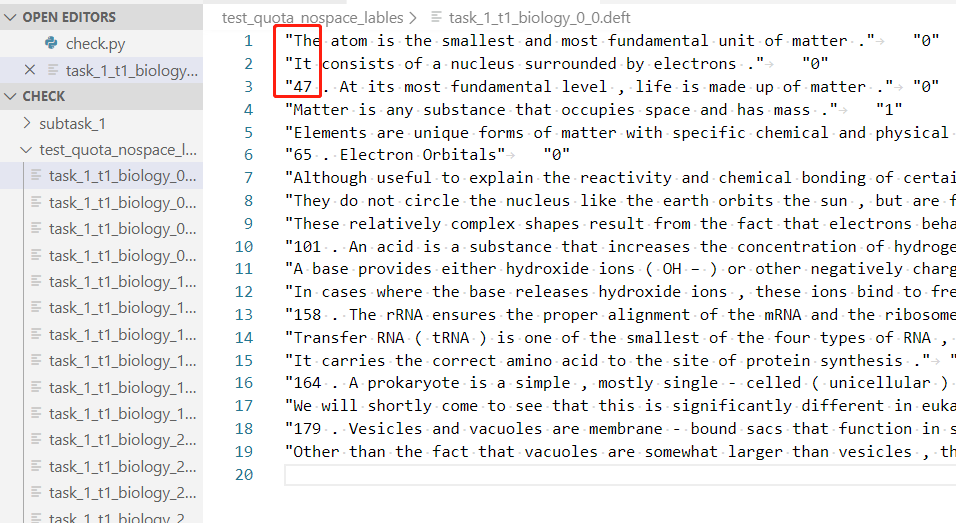 OPEN EDITORS
check.py
task_1_t1_biology...
CHECK
subtask_1
test_quota_nospace_l...
task_1_t1_biology_0...
task_1_t1_biology_0...
task_1_t1_biology_0...
task_1_t1_biology_0...
task_1_t1_biology_1...
task_1_t1_biology_1...
task_1_t1_biology_1...
task_1_t1_biology_1...
task_1_t1_biology_1...
task_1_t1_biology_1...
task_1_t1_biology_2...
task_1_t1_biology_2...
task_1_t1_biology_2...
task_1_t1_biology_2...
test_quota_nospace_lables > task_1_t1_biology_0_0.deft
1 "The atom is the smallest and most fundamental unit of matter ." "0"
2 "It consists of a nucleus surrounded by electrons ." "0"
3 "47 . At its most fundamental level , life is made up of matter ." "0"
4 "Matter is any substance that occupies space and has mass ." "1"
5 "Elements are unique forms of matter with specific chemical and physical
6 "65 . Electron Orbitals" "0"
7 "Although useful to explain the reactivity and chemical bonding of certai
8 "They do not circle the nucleus like the earth orbits the sun , but are f
9 "These relatively complex shapes result from the fact that electrons beha
10 "101 . An acid is a substance that increases the concentration of hydroge
11 "A base provides either hydroxide ions ( OH – ) or other negatively charg
12 "In cases where the base releases hydroxide ions , these ions bind to fre
13 "158 . The rRNA ensures the proper alignment of the mRNA and the ribosome
14 "Transfer RNA ( tRNA ) is one of the smallest of the four types of RNA ,
15 "It carries the correct amino acid to the site of protein synthesis ." "
16 "164 . A prokaryote is a simple , mostly single - celled ( unicellular )
17 "We will shortly come to see that this is significantly different in euka
18 "179 . Vesicles and vacuoles are membrane - bound sacs that function in s
19 "Other than the fact that vacuoles are somewhat larger than vesicles , th
20